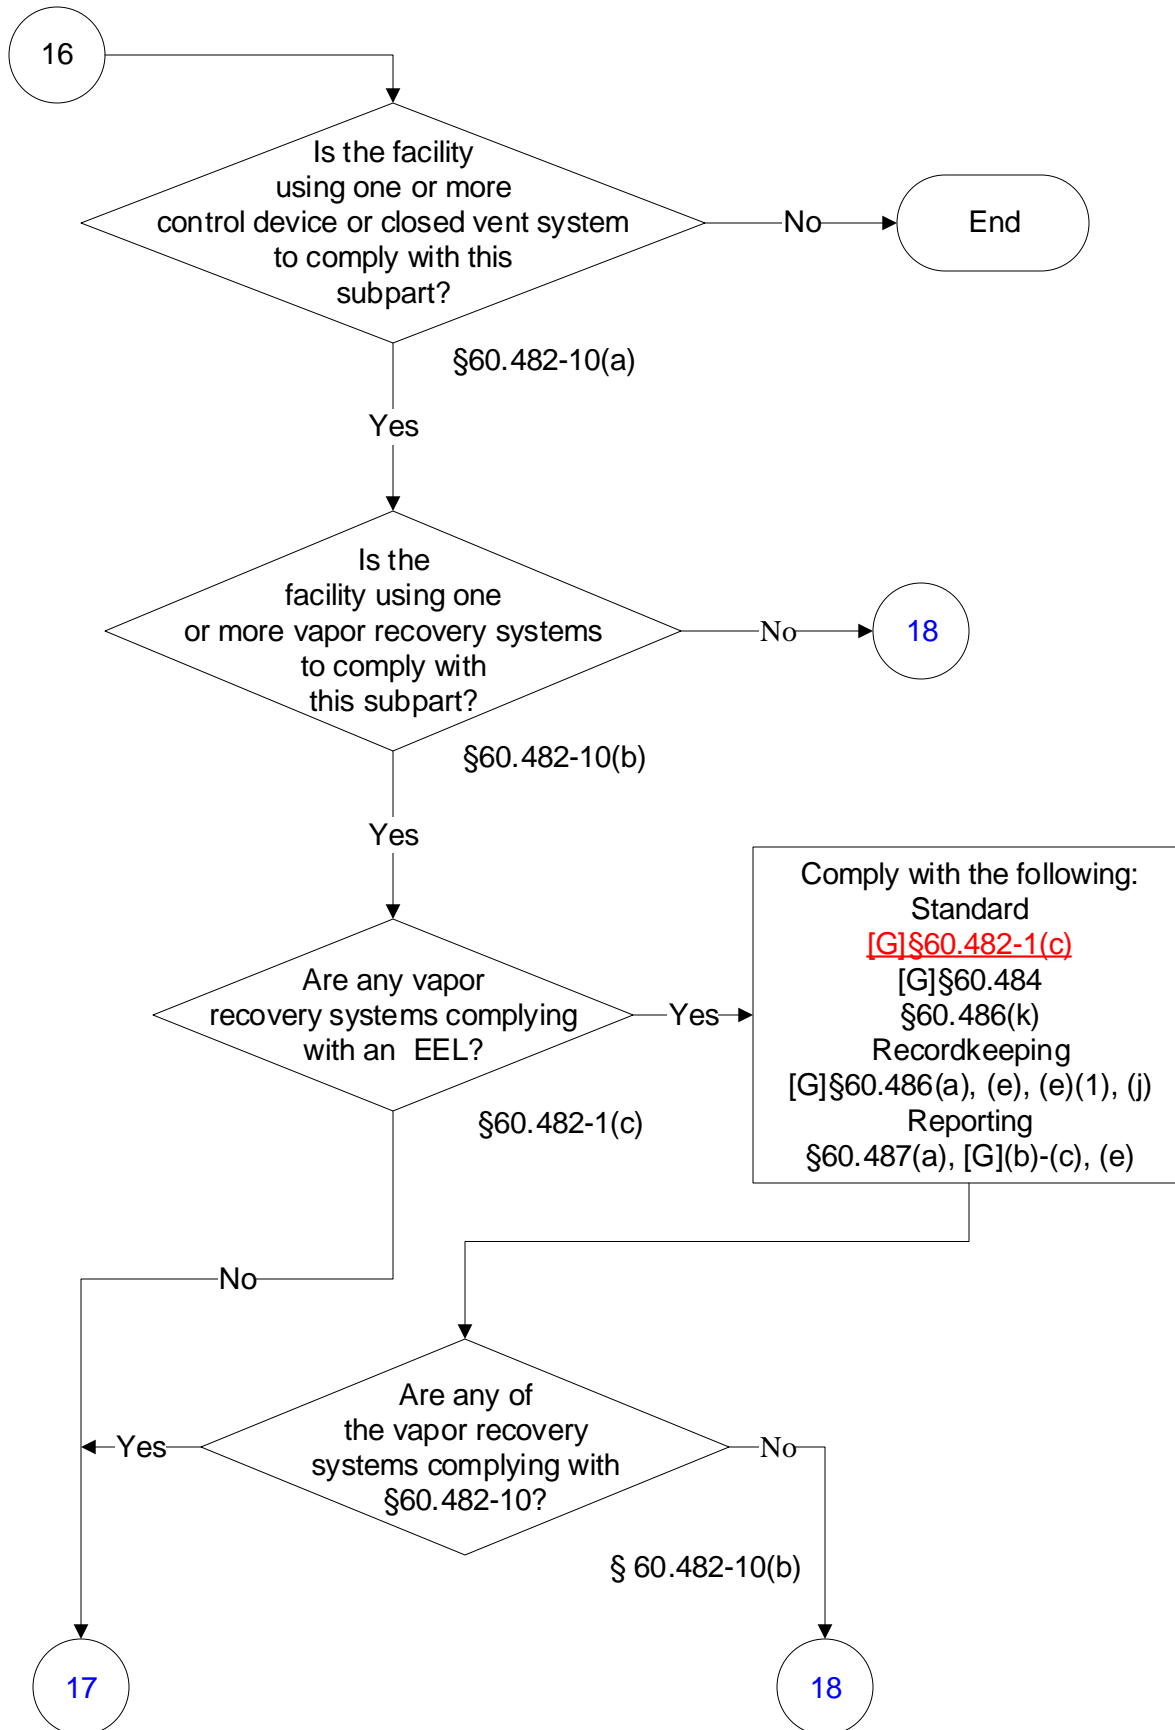 16
Is the facility
using one or more
control device or closed vent system
to comply with this
subpart?
No
End
§60.482-10(a)
Yes
Is the
facility using one
or more vapor recovery systems
to comply with
this subpart?
No
18
§60.482-10(b)
Yes
Are any vapor
recovery systems complying
with an EEL?
Yes
§60.482-1(c)
Comply with the following:
Standard
[G]§60.482-1(c)
[G]§60.484
§60.486(k)
Recordkeeping
[G]§60.486(a), (e), (e)(1), (j)
Reporting
§60.487(a), [G](b)-(c), (e)
No
Are any of
the vapor recovery
systems complying with
§60.482-10?
Yes
No
§ 60.482-10(b)
17
18